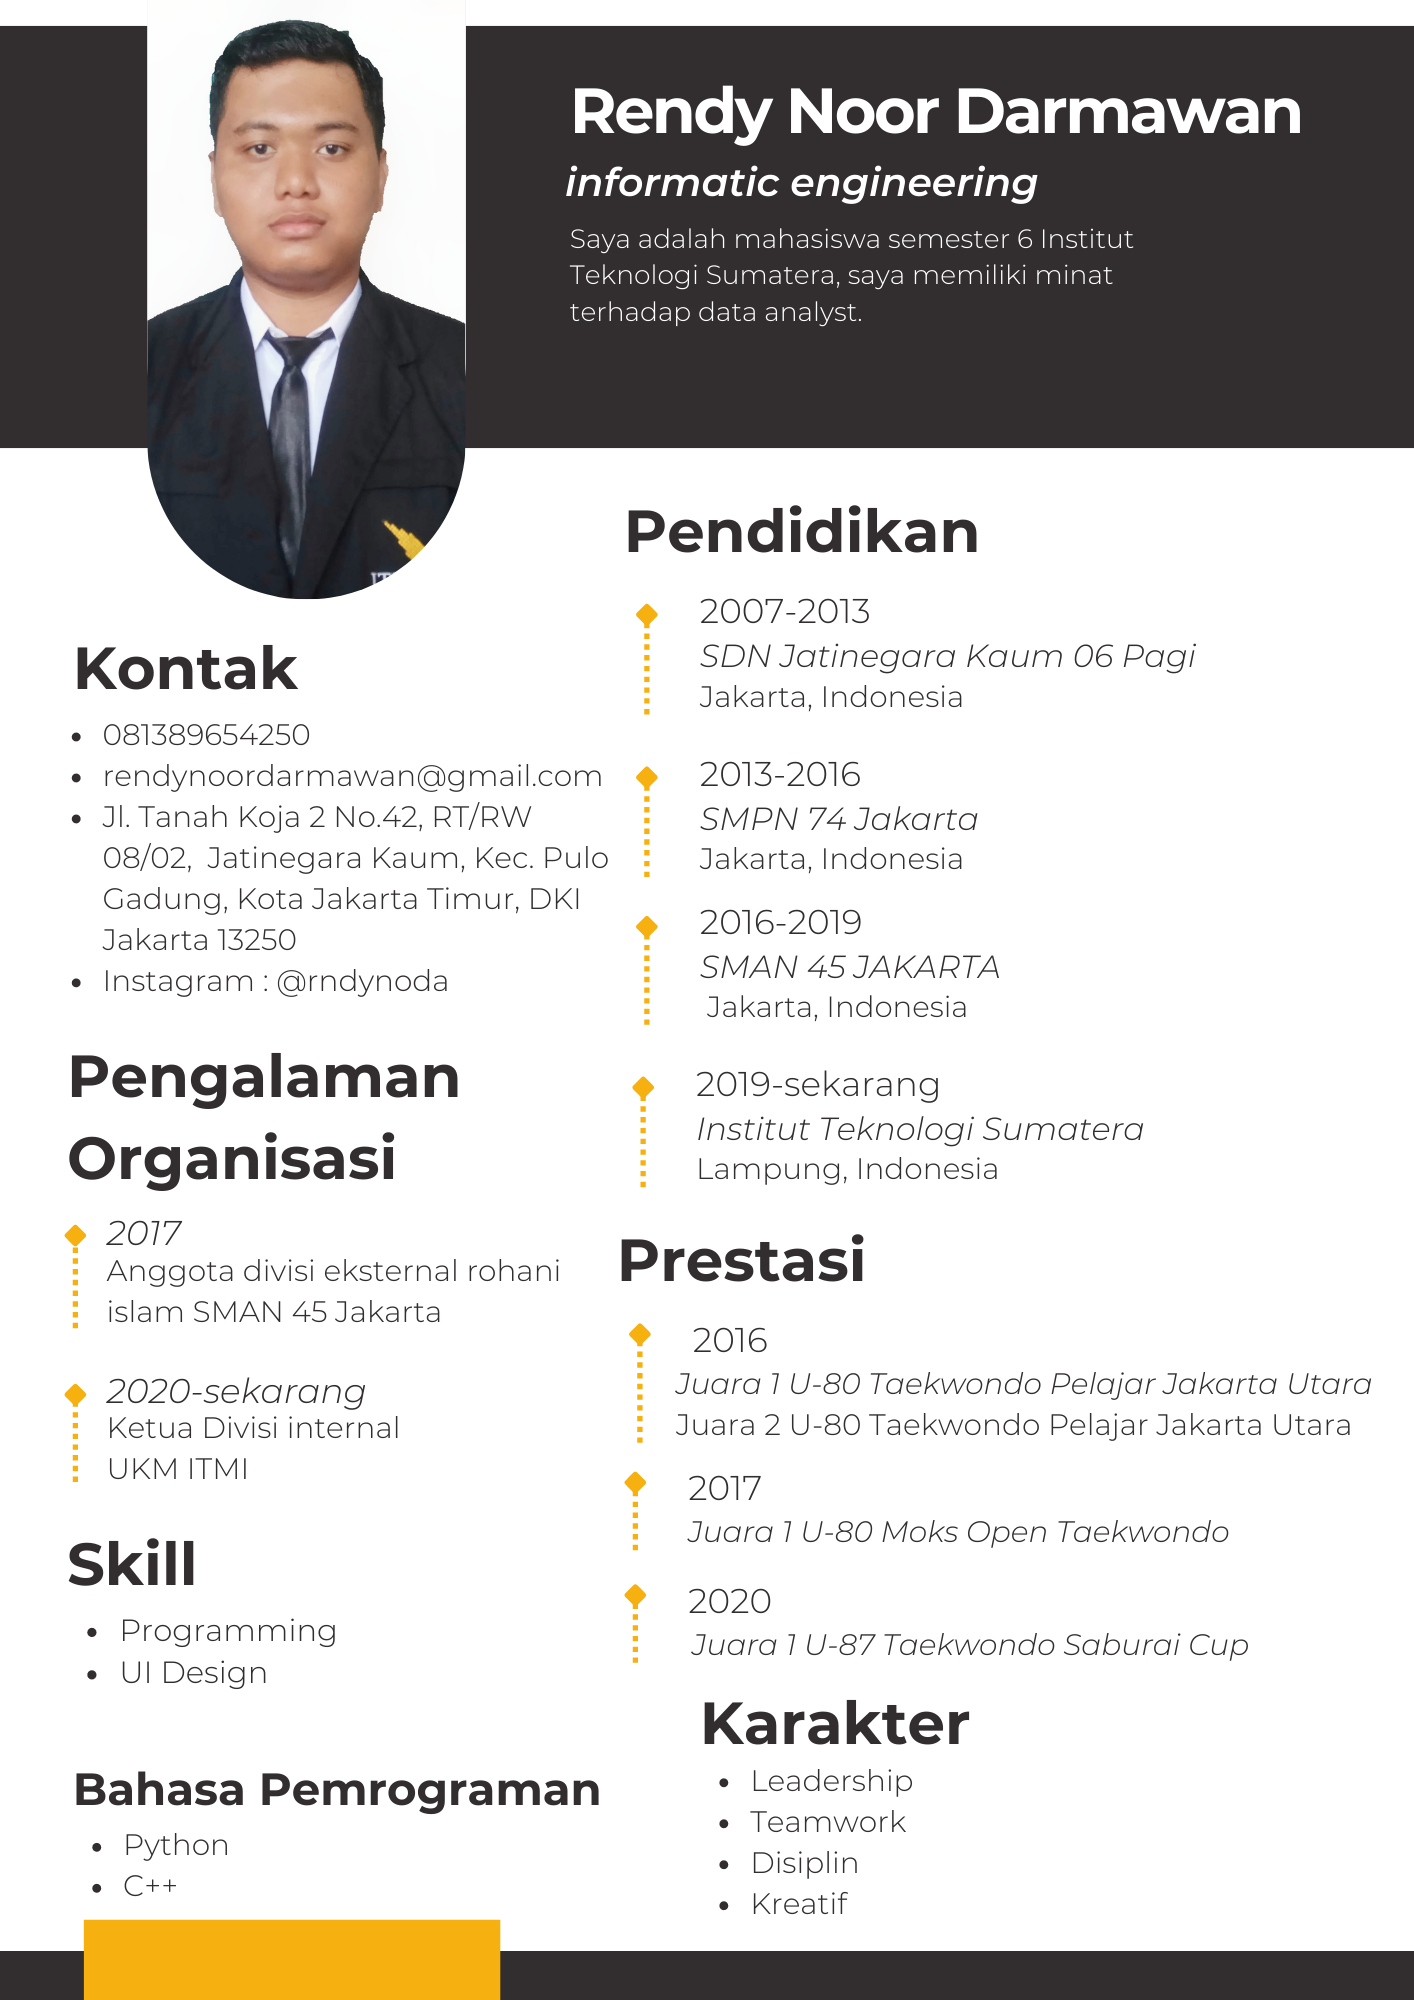 Rendy Noor Darmawan
informatic engineering
Saya adalah mahasiswa semester 6 Institut
Teknologi Sumatera, saya memiliki minat
terhadap data analyst.
Kontak
• 081389654250
• rendynoordarmawan@gmail.com
• Jl. Tanah Koja 2 No.42, RT/RW
08/02,  Jatinegara Kaum, Kec. Pulo
Gadung, Kota Jakarta Timur, DKI
Jakarta 13250
• Instagram : @rndynoda
Pengalaman
Organisasi
2017
Anggota divisi eksternal rohani
islam SMAN 45 Jakarta
2020-sekarang
Ketua Divisi internal
UKM ITMI
Skill
• Programming
• UI Design
Bahasa Pemrograman
• Python
• C++
Pendidikan
2007-2013
SDN Jatinegara Kaum 06 Pagi
Jakarta, Indonesia
2013-2016
SMPN 74 Jakarta
Jakarta, Indonesia
2016-2019
SMAN 45 JAKARTA
Jakarta, Indonesia
2019-sekarang
Institut Teknologi Sumatera
Lampung, Indonesia
Prestasi
2016
Juara 1 U-80 Taekwondo Pelajar Jakarta Utara
Juara 2 U-80 Taekwondo Pelajar Jakarta Utara
2017
Juara 1 U-80 Moks Open Taekwondo
2020
Juara 1 U-87 Taekwondo Saburai Cup
Karakter
• Leadership
• Teamwork
• Disiplin
• Kreatif